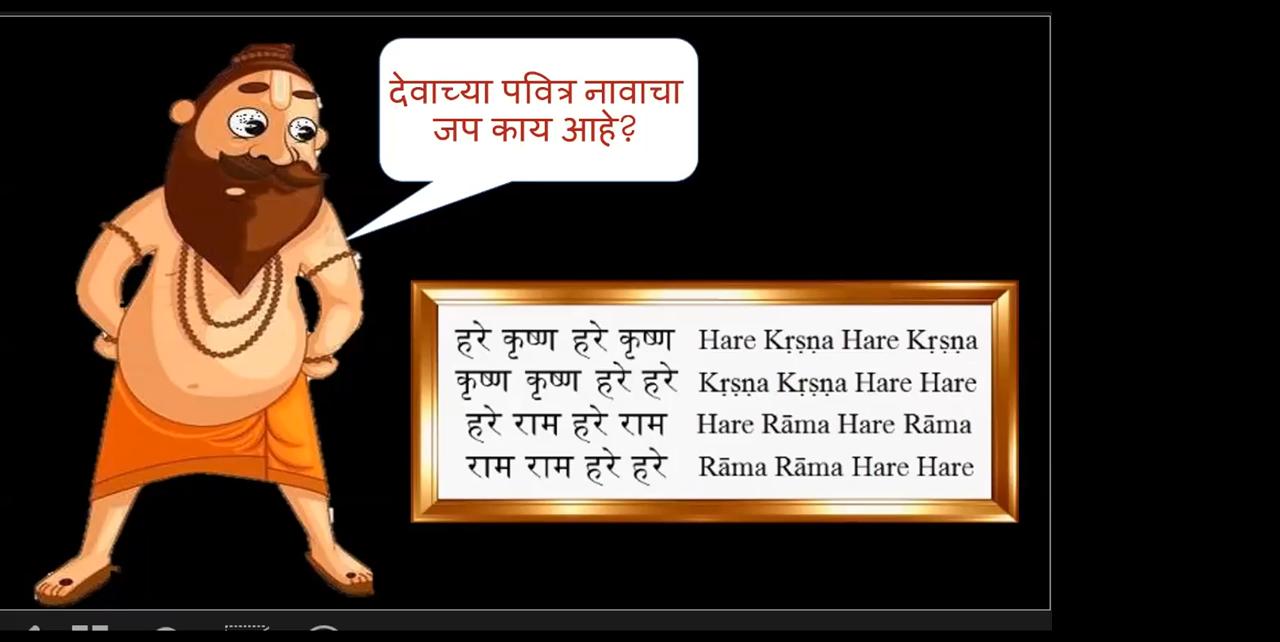 देवाच्या पवित्र नावाचा
जप काय आहे?
हरे कृष्ण हरे कृष्ण Hare Kṛṣṇa Hare Kṛṣṇa
कृष्ण कृष्ण हरे हरे Kṛṣṇa Kṛṣṇa Hare Hare
हरे राम हरे राम Hare Rāma Hare Rāma
राम राम हरे हरे Rāma Rāma Hare Hare